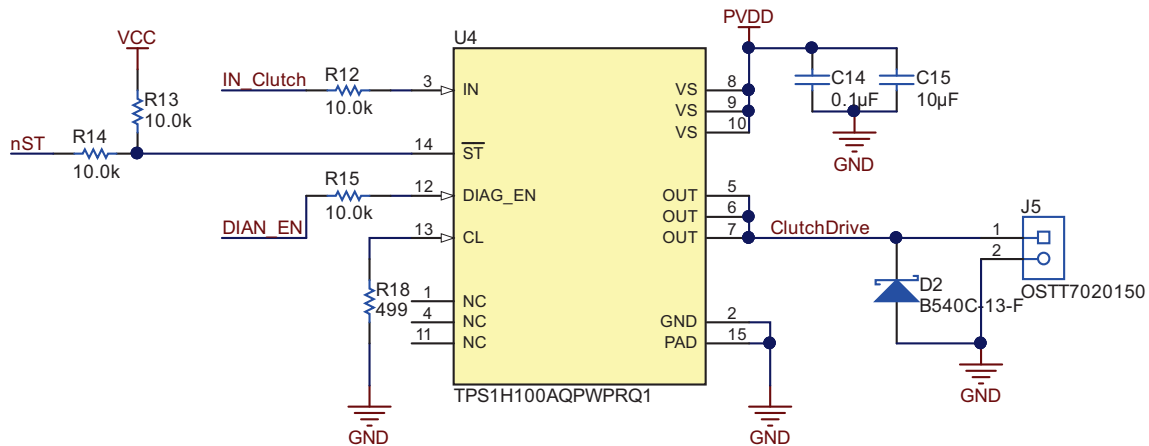 PVDD
U4
VCC
IN_Clutch
R12
10.0k
3
IN
VS
8
VS
9
VS
10
C14
0.1µF
C15
10µF
GND
R13
10.0k
nST
R14
10.0k
14
ST
R15
10.0k
12
DIAG_EN
DIAN_EN
13
CL
OUT
5
OUT
6
OUT
7
ClutchDrive
J5
1
2
OSTT7020150
D2
B540C-13-F
GND
R18
499
1
NC
4
NC
11
NC
GND
2
PAD
15
TPS1H100AQPWPRQ1
GND
GND